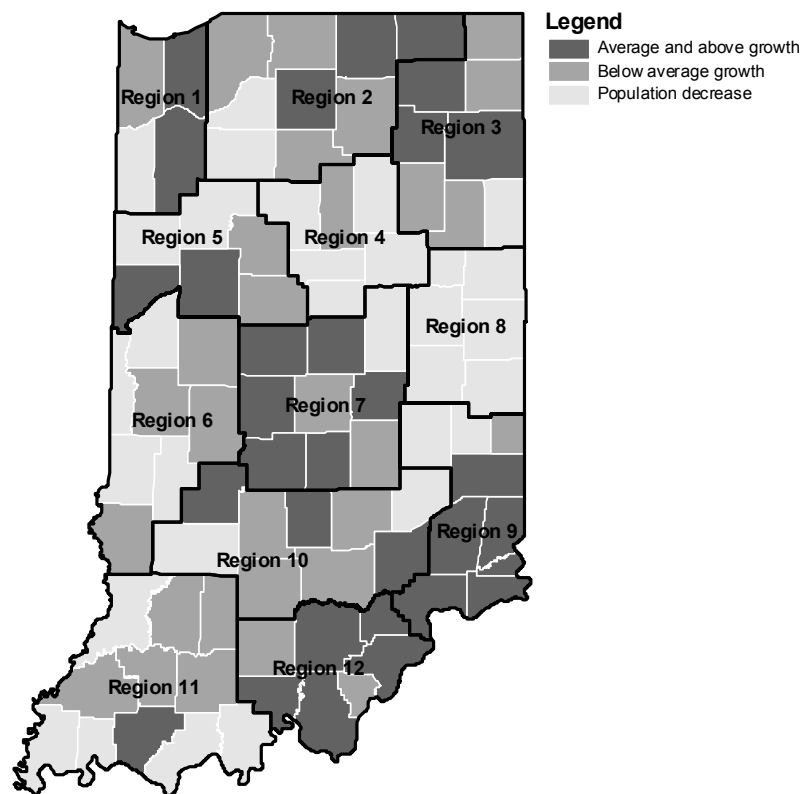 Legend
Average and above growth
Below average growth
Population decrease
Region 1
Region 2
Region 3
Region 5
Region 4
Region 8
Region 6
Region 7
Region 9
Region 10
Region 12
Region 11